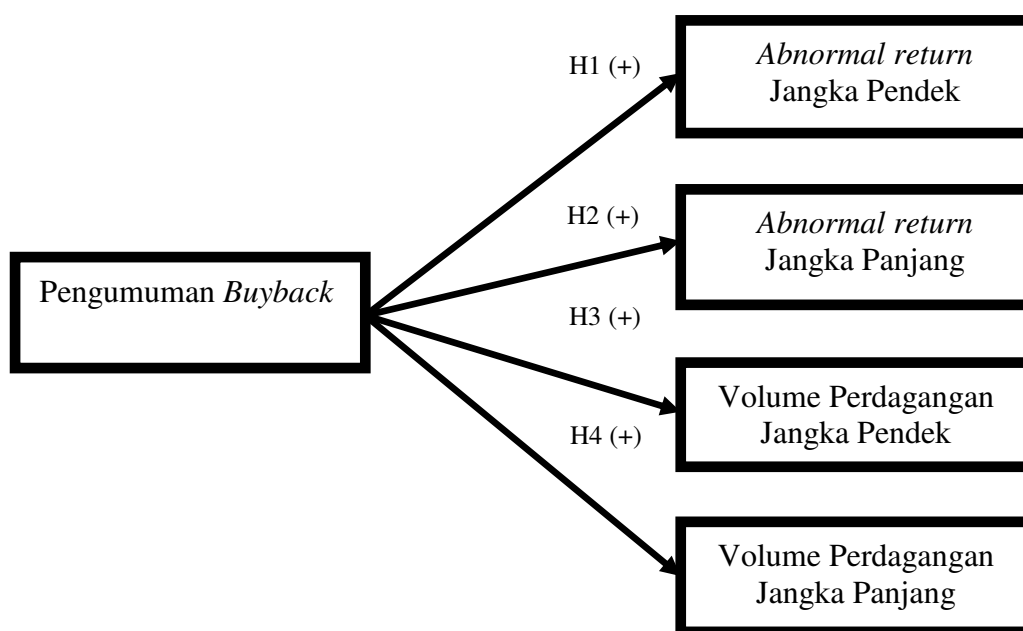 H1 (+)
Abnormal return
Jangka Pendek
H2 (+)
Abnormal return
Jangka Panjang
Pengumuman Buyback
H3 (+)
Volume Perdagangan
Jangka Pendek
H4 (+)
Volume Perdagangan
Jangka Panjang